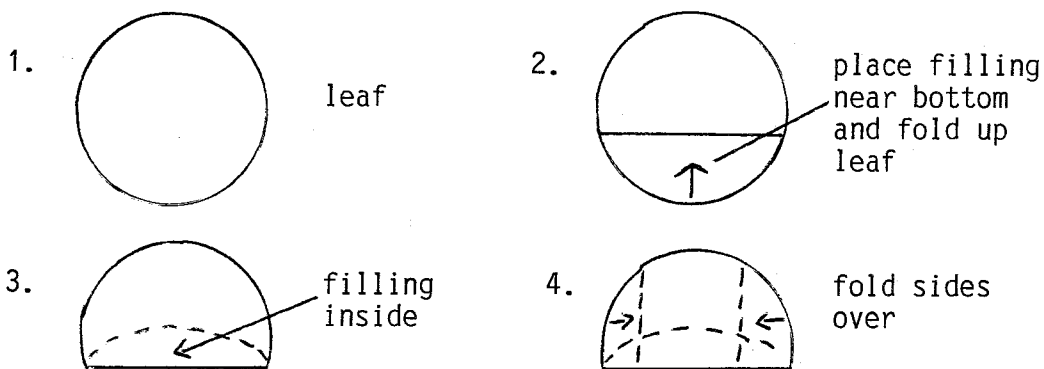 1.
leaf
2.
place filling
near bottom
and fold up
leaf
3.
filling
inside
4.
fold sides
over